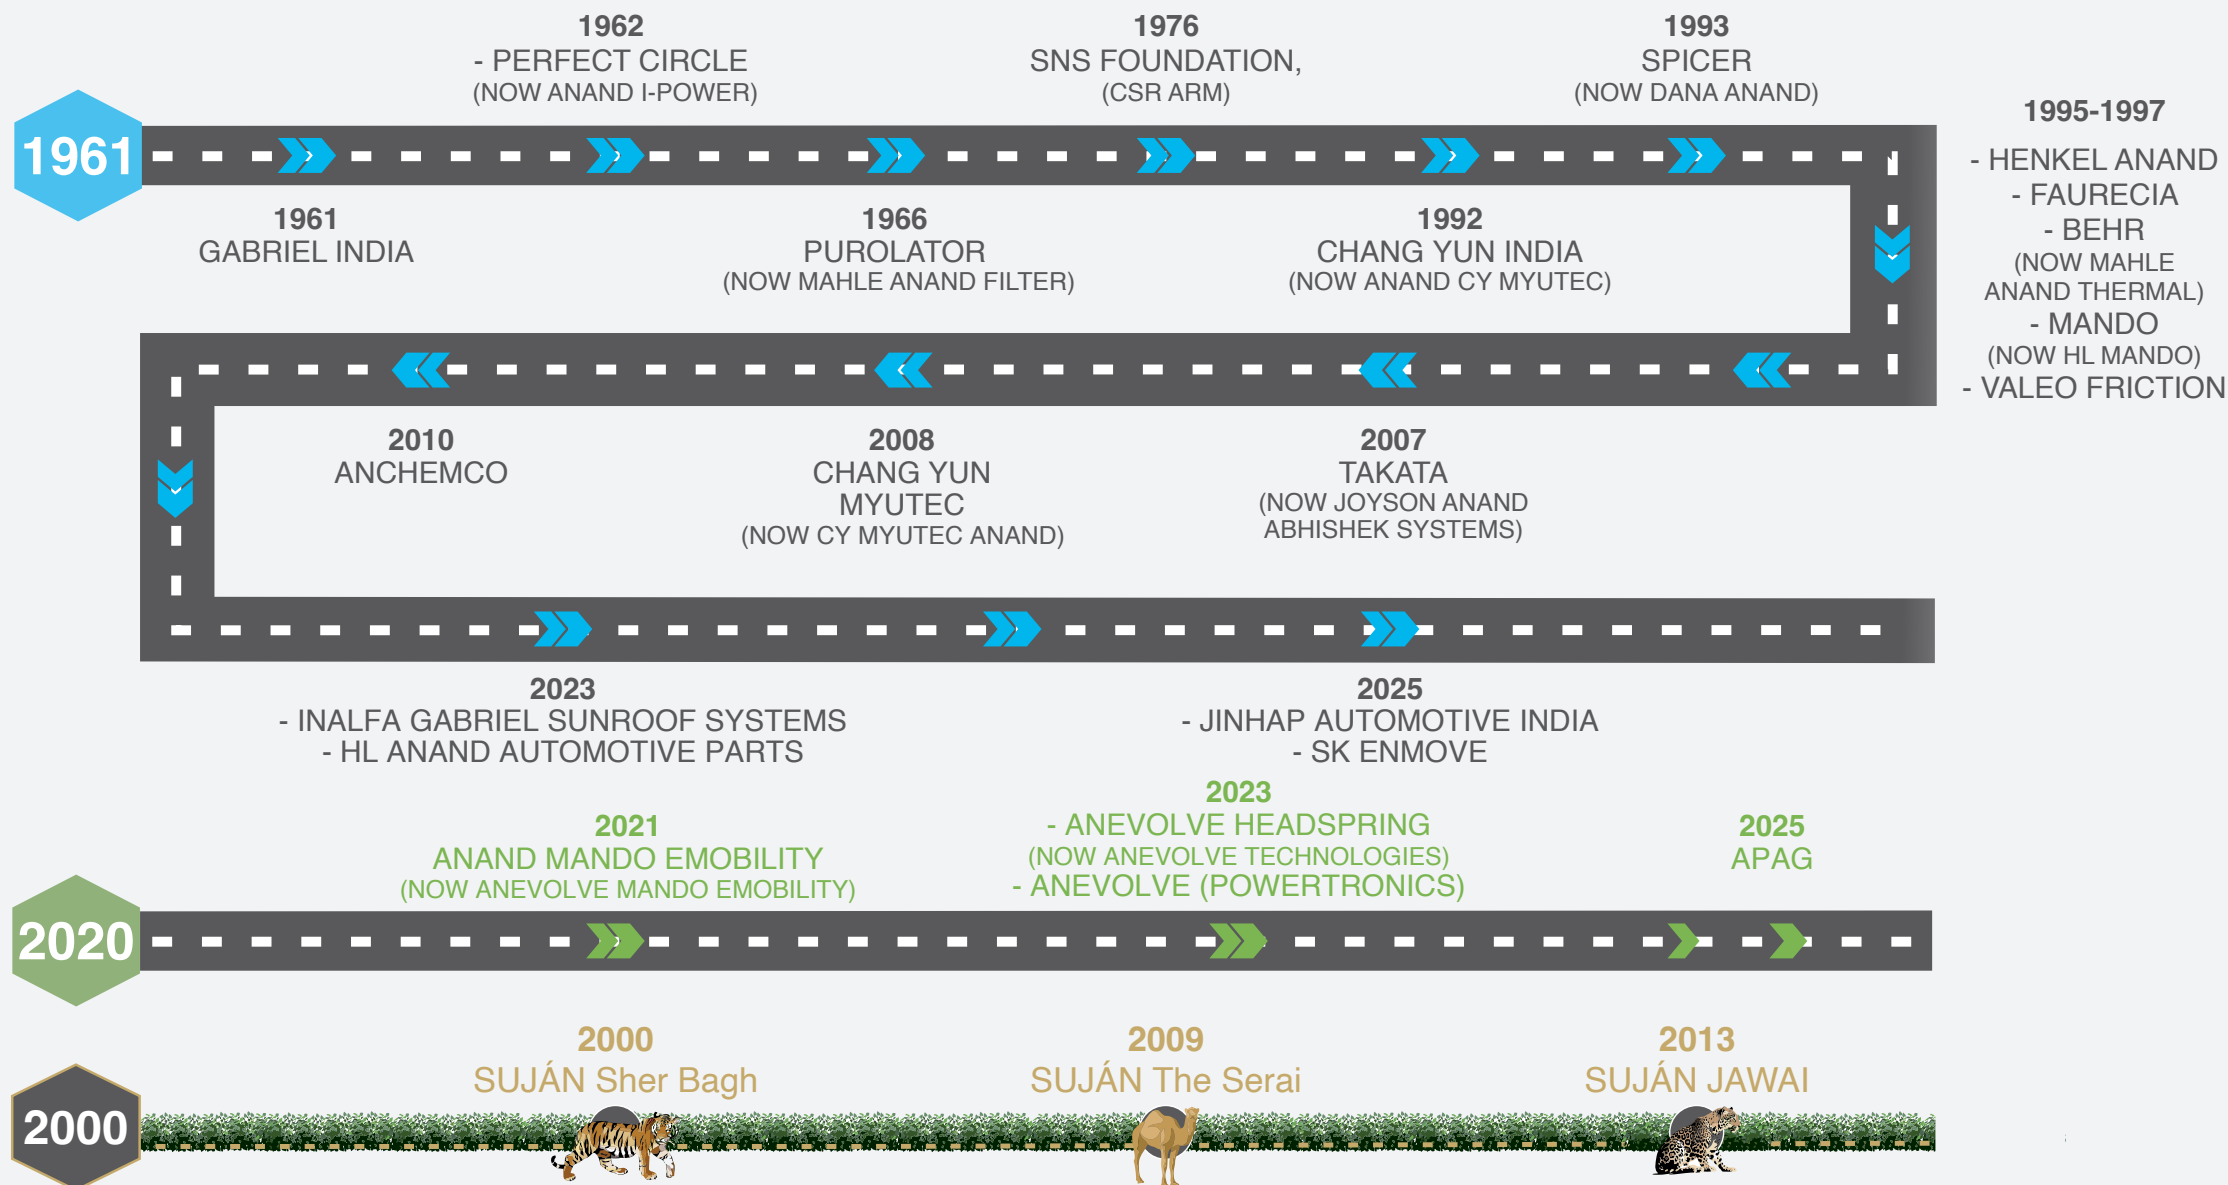 1961
1962
- PERFECT CIRCLE
(NOW ANAND I-POWER)
1976
SNS FOUNDATION,
(CSR ARM)
1993
SPICER
(NOW DANA ANAND)
1961
GABRIEL INDIA
1966
PUROLATOR
(NOW MAHLE ANAND FILTER)
1992
CHANG YUN INDIA
(NOW ANAND CY MYUTEC)
1995-1997
- HENKEL ANAND
- FAURECIA
- BEHR
(NOW MAHLE
ANAND THERMAL)
- MANDO
(NOW HL MANDO)
- VALEO FRICTION
2010
ANCHEMCO
2008
CHANG YUN
MYUTEC
(NOW CY MYUTEC ANAND)
2007
TAKATA
(NOW JOYSON ANAND
ABHISHEK SYSTEMS)
2023
- INALFA GABRIEL SUNROOF SYSTEMS
- HL ANAND AUTOMOTIVE PARTS
2025
- JINHAP AUTOMOTIVE INDIA
- SK ENMOVE
2020
2021
ANAND MANDO EMOBILITY
(NOW ANEVOLVE MANDO EMOBILITY)
2023
- ANEVOLVE HEADSPRING
(NOW ANEVOLVE TECHNOLOGIES)
- ANEVOLVE (POWERTRONICS)
2025
APAG
2000
2000
SUJÁN Sher Bagh
2009
SUJÁN The Serai
2013
SUJÁN JAWAI